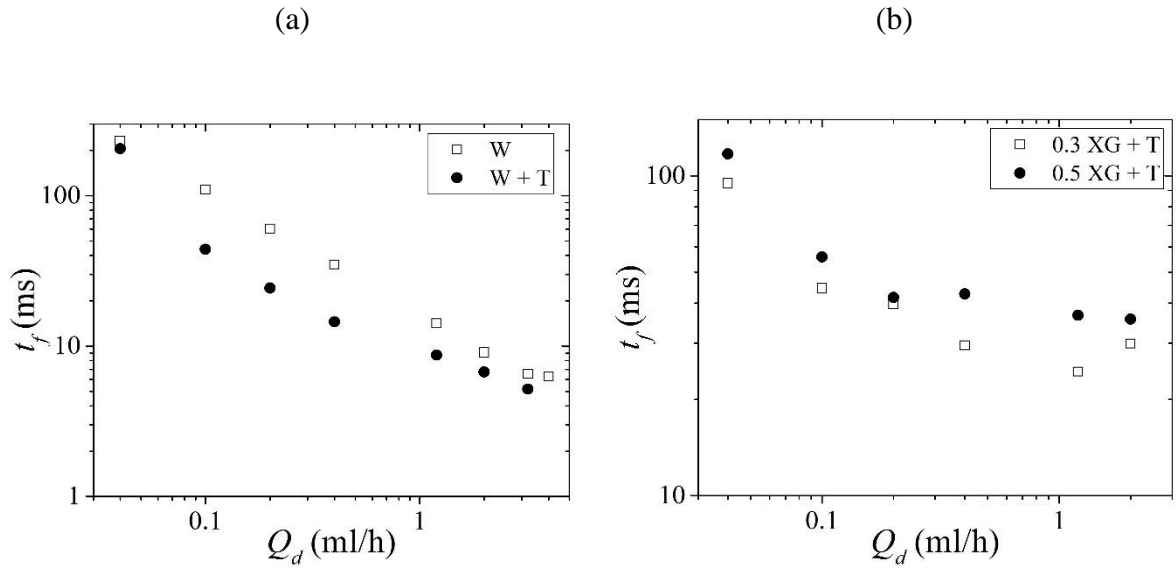 (a)
(b)
W
W + T
100
10
1
t_f (ms)
0.1
1
Q_d (ml/h)
0.3 XG + T
0.5 XG + T
100
10
t_f (ms)
0.1
1
Q_d (ml/h)